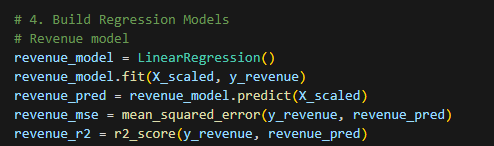 # 4. Build Regression Models
# Revenue model
revenue_model = LinearRegression()
revenue_model.fit(X_scaled, y_revenue)
revenue_pred = revenue_model.predict(X_scaled)
revenue_mse = mean_squared_error(y_revenue, revenue_pred)
revenue_r2 = r2_score(y_revenue, revenue_pred)